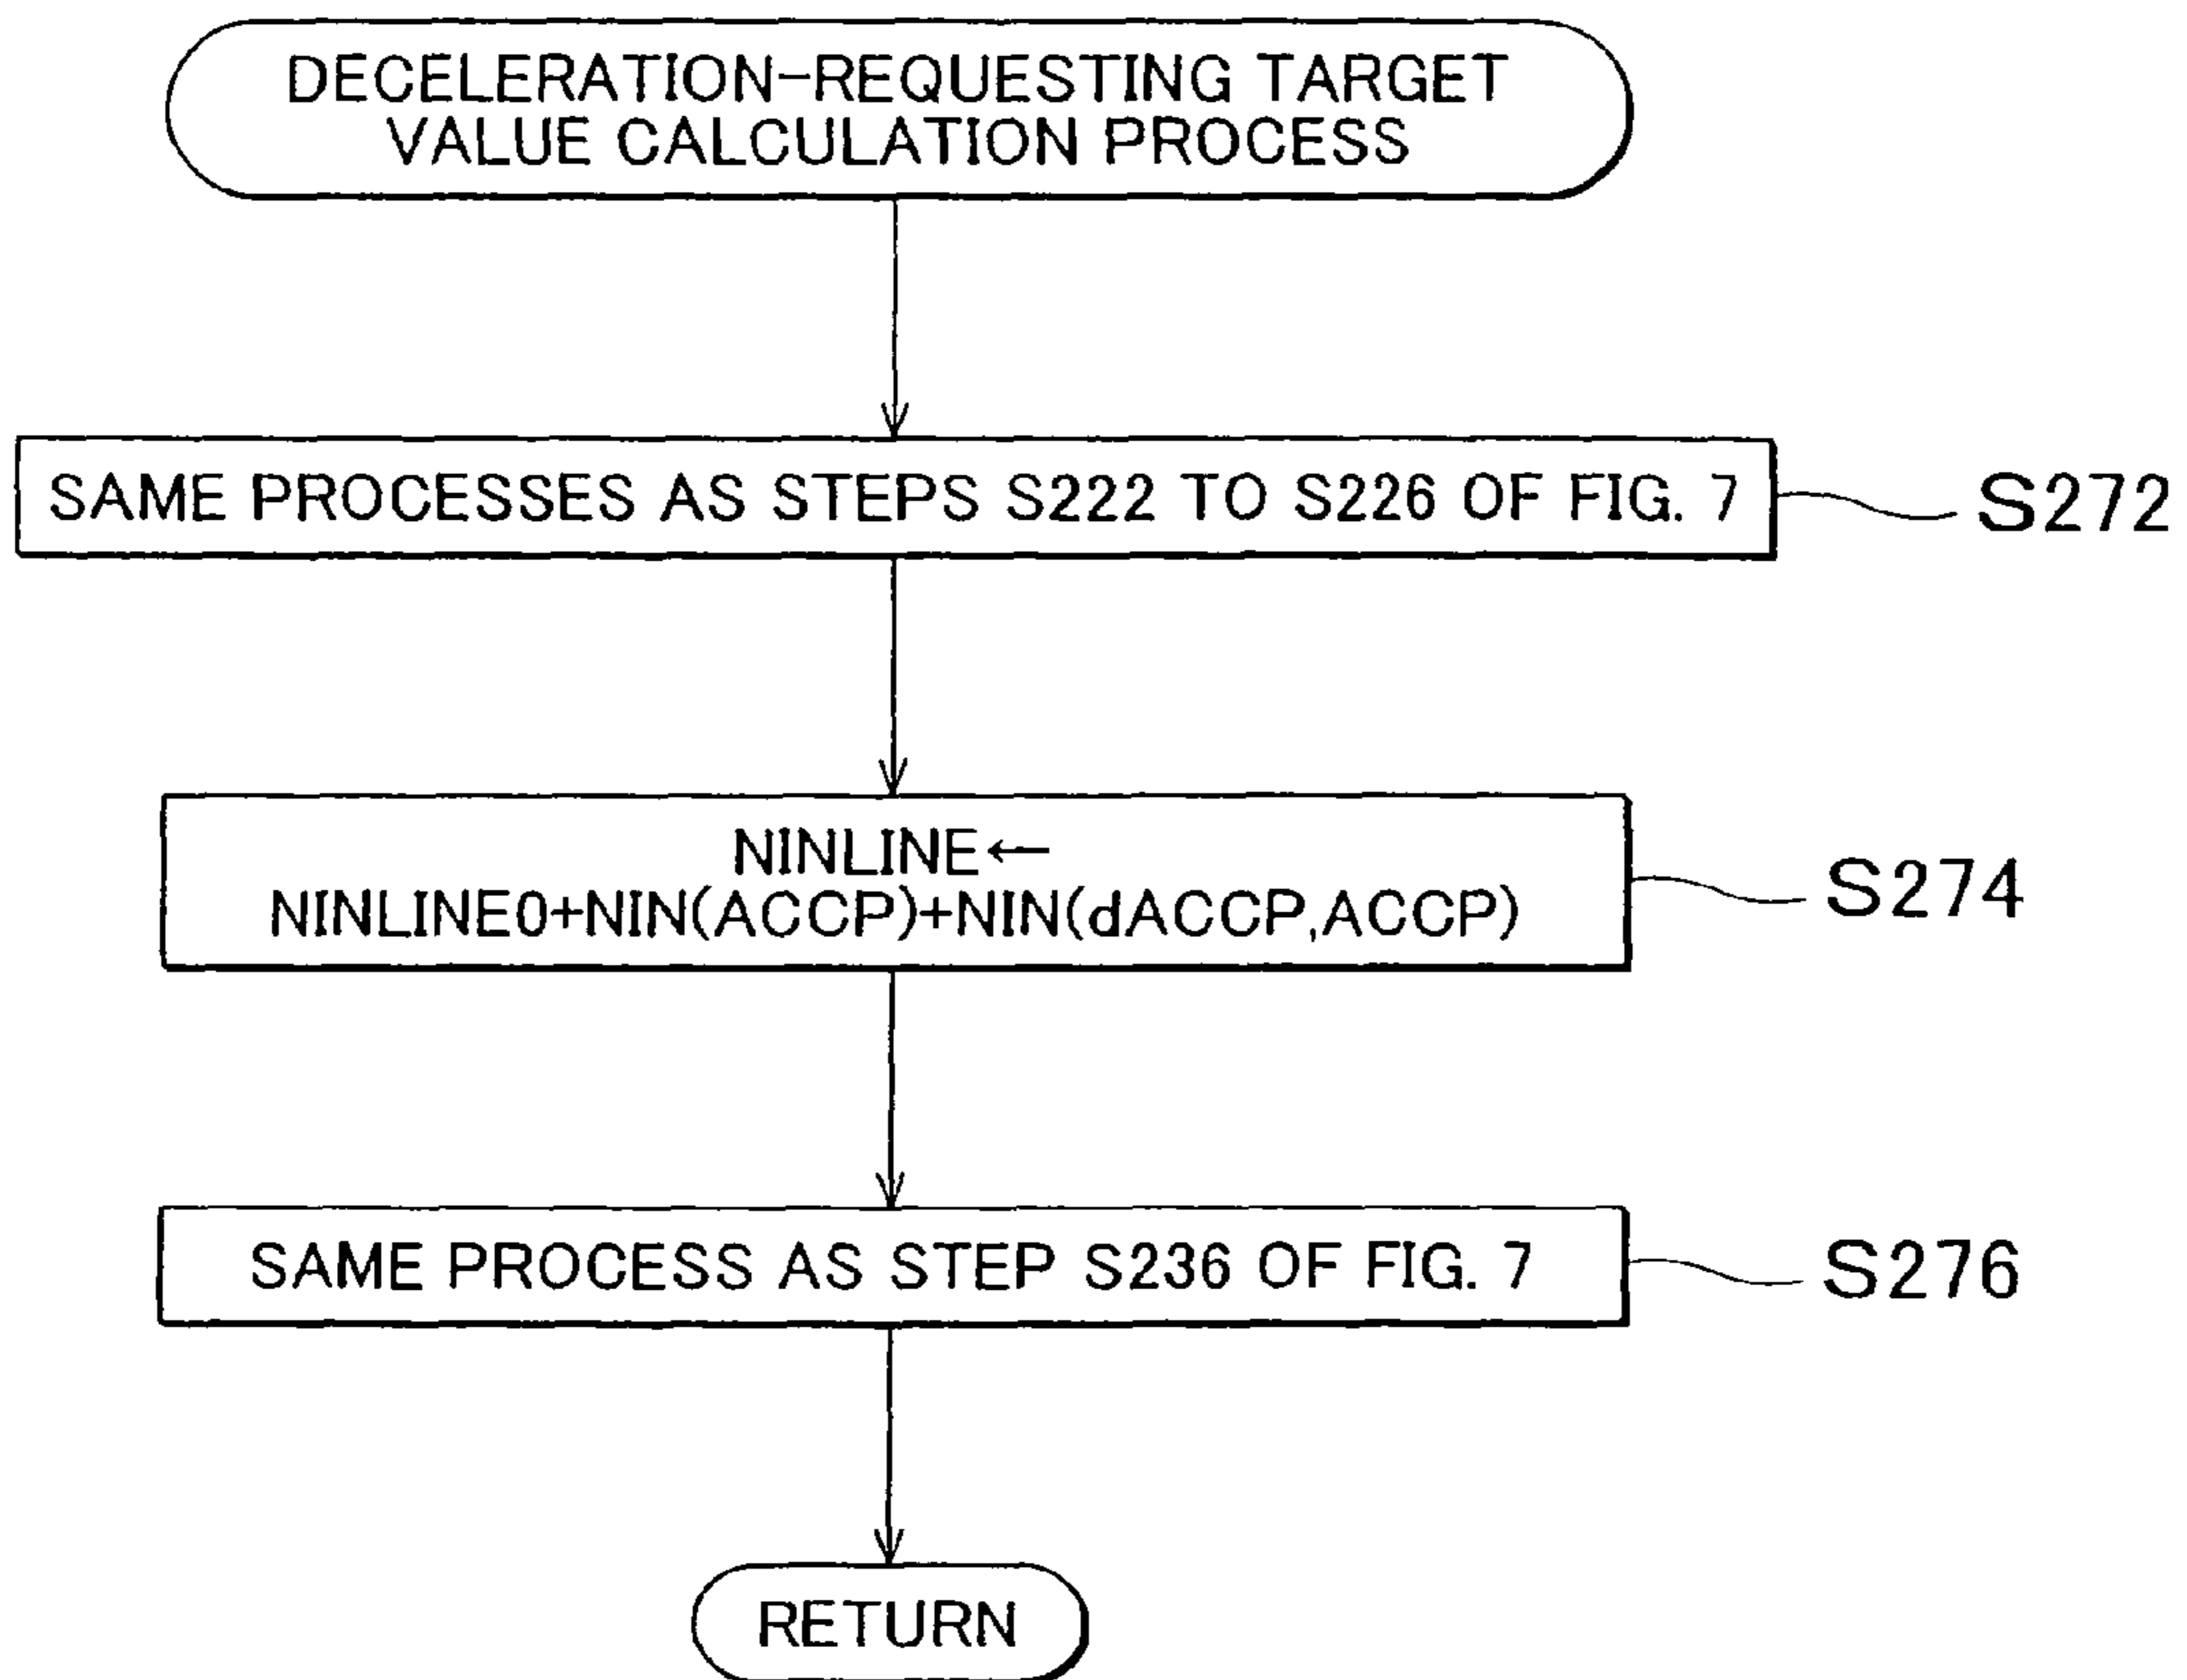 DECELERATION-REQUESTING TARGET
VALUE CALCULATION PROCESS
SAME PROCESSES AS STEPS S222 TO S226 OF FIG. 7
S272
NINLINE←
NINLINE0+NIN(ACCP)+NIN(dACCP,ACCP)
S274
SAME PROCESS AS STEP S236 OF FIG. 7
S276
RETURN